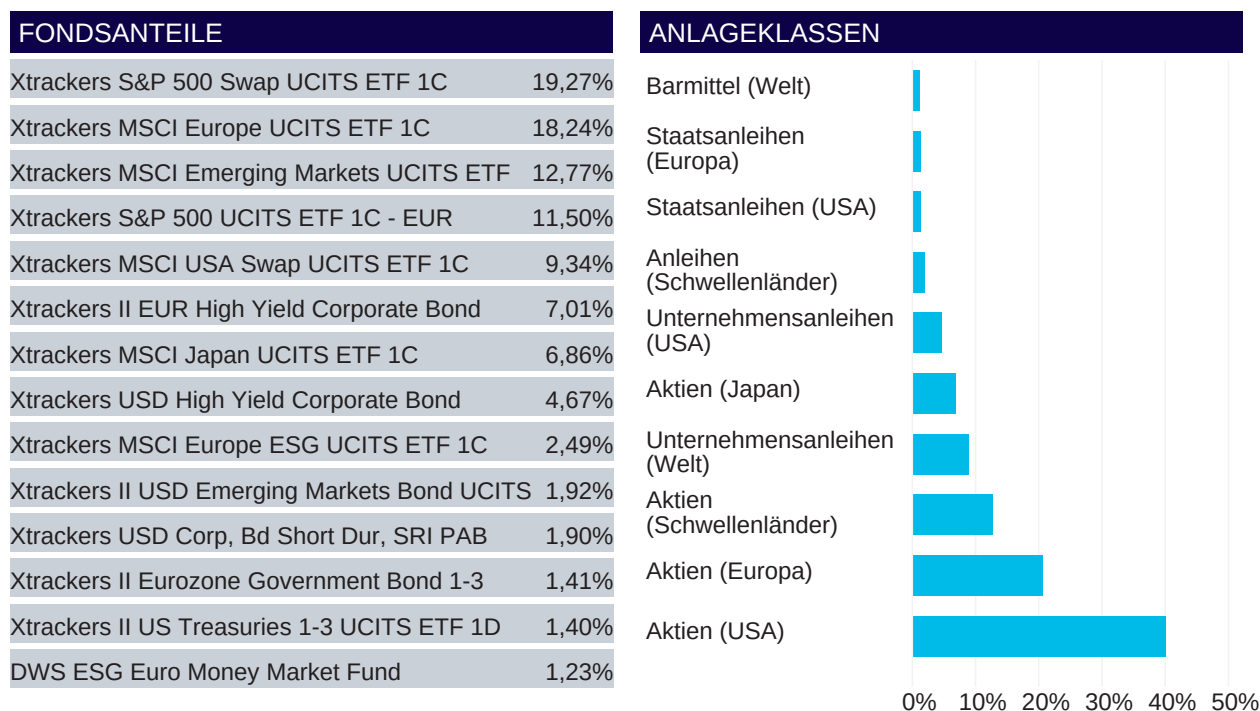 FONDSANTEILE
Xtrackers S&P 500 Swap UCITS ETF 1C 19,27%
Xtrackers MSCI Europe UCITS ETF 1C 18,24%
Xtrackers MSCI Emerging Markets UCITS ETF 12,77%
Xtrackers S&P 500 UCITS ETF 1C - EUR 11,50%
Xtrackers MSCI USA Swap UCITS ETF 1C 9,34%
Xtrackers II EUR High Yield Corporate Bond 7,01%
Xtrackers MSCI Japan UCITS ETF 1C 6,86%
Xtrackers USD High Yield Corporate Bond 4,67%
Xtrackers MSCI Europe ESG UCITS ETF 1C 2,49%
Xtrackers II USD Emerging Markets Bond UCITS 1,92%
Xtrackers USD Corp, Bd Short Dur, SRI PAB 1,90%
Xtrackers II Eurozone Government Bond 1-3 1,41%
Xtrackers II US Treasuries 1-3 UCITS ETF 1D 1,40%
DWS ESG Euro Money Market Fund 1,23%
ANLAGEKLASSEN
Barmittel (Welt)
Staatsanleihen
(Europa)
Staatsanleihen (USA)
Anleihen
(Schwellenländer)
Unternehmensanleihen
(USA)
Aktien (Japan)
Unternehmensanleihen
(Welt)
Aktien
(Schwellenländer)
Aktien (Europa)
Aktien (USA)
0% 10% 20% 30% 40% 50%